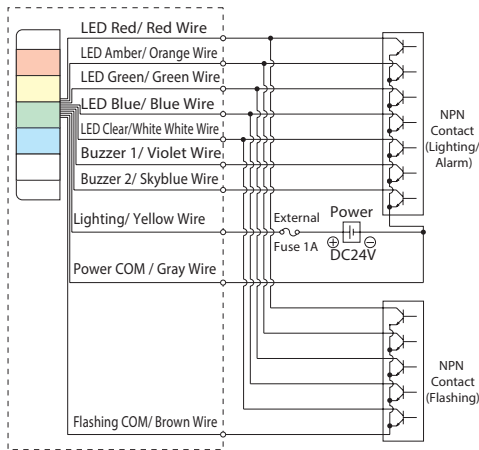 LED Red/ Red Wire
LED Amber/ Orange Wire
LED Green/ Green Wire
LED Blue/ Blue Wire
LED Clear/White White Wire
Buzzer 1/ Violet Wire
Buzzer 2/ Skyblue Wire
Lighting/ Yellow Wire
Power COM / Gray Wire
Flashing COM/ Brown Wire
External
Fuse 1A
Power
⊕ ⊖
DC24V
NPN
Contact
(Lighting/
Alarm)
NPN
Contact
(Flashing)